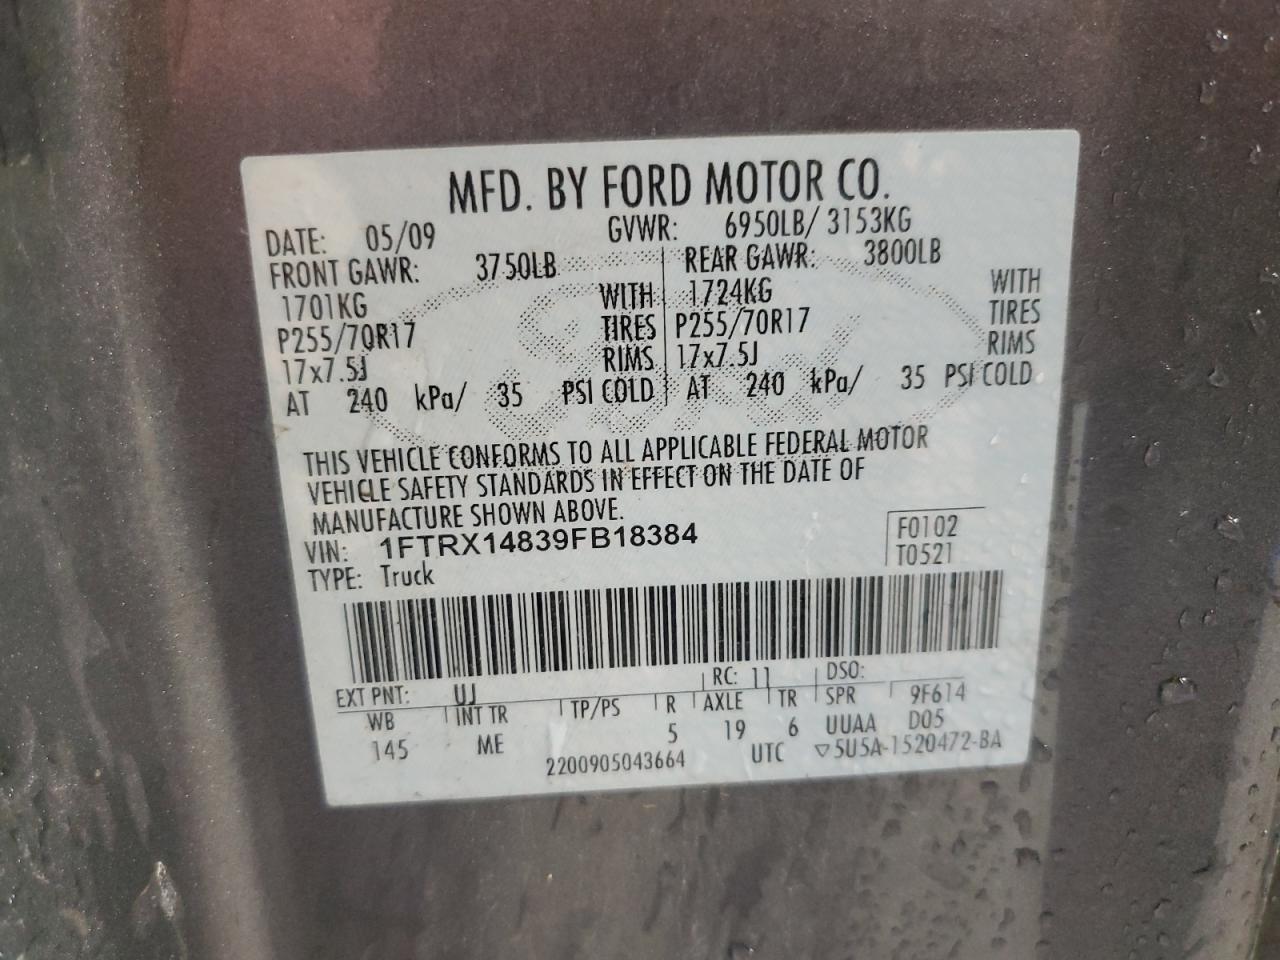 MFD. BY FORD MOTOR CO.
DATE: 05/09 GVWR: 6950LB/ 3153KG
FRONT GAWR: 3750LB REAR GAWR: 3800LB
1701KG WITH 1724KG WITH
P255/70R17 TIRES P255/70R17 TIRES
17x7.5J RIMS 17x7.5J RIMS
AT 240 kPa/ 35 PSI COLD AT 240 kPa/ 35 PSI COLD
THIS VEHICLE CONFORMS TO ALL APPLICABLE FEDERAL MOTOR
VEHICLE SAFETY STANDARDS IN EFFECT ON THE DATE OF
MANUFACTURE SHOWN ABOVE.
VIN: 1FTRX14839FB18384 F0102
TYPE: Truck T0521
EXT PNT: UJ RC: 11 DSO:
WB INT TR TP/PS R AXLE TR SPR 9F614
145 ME 5 19 6 UUAA D05
2200905043664 UTC ▽5U5A-1520472-BA